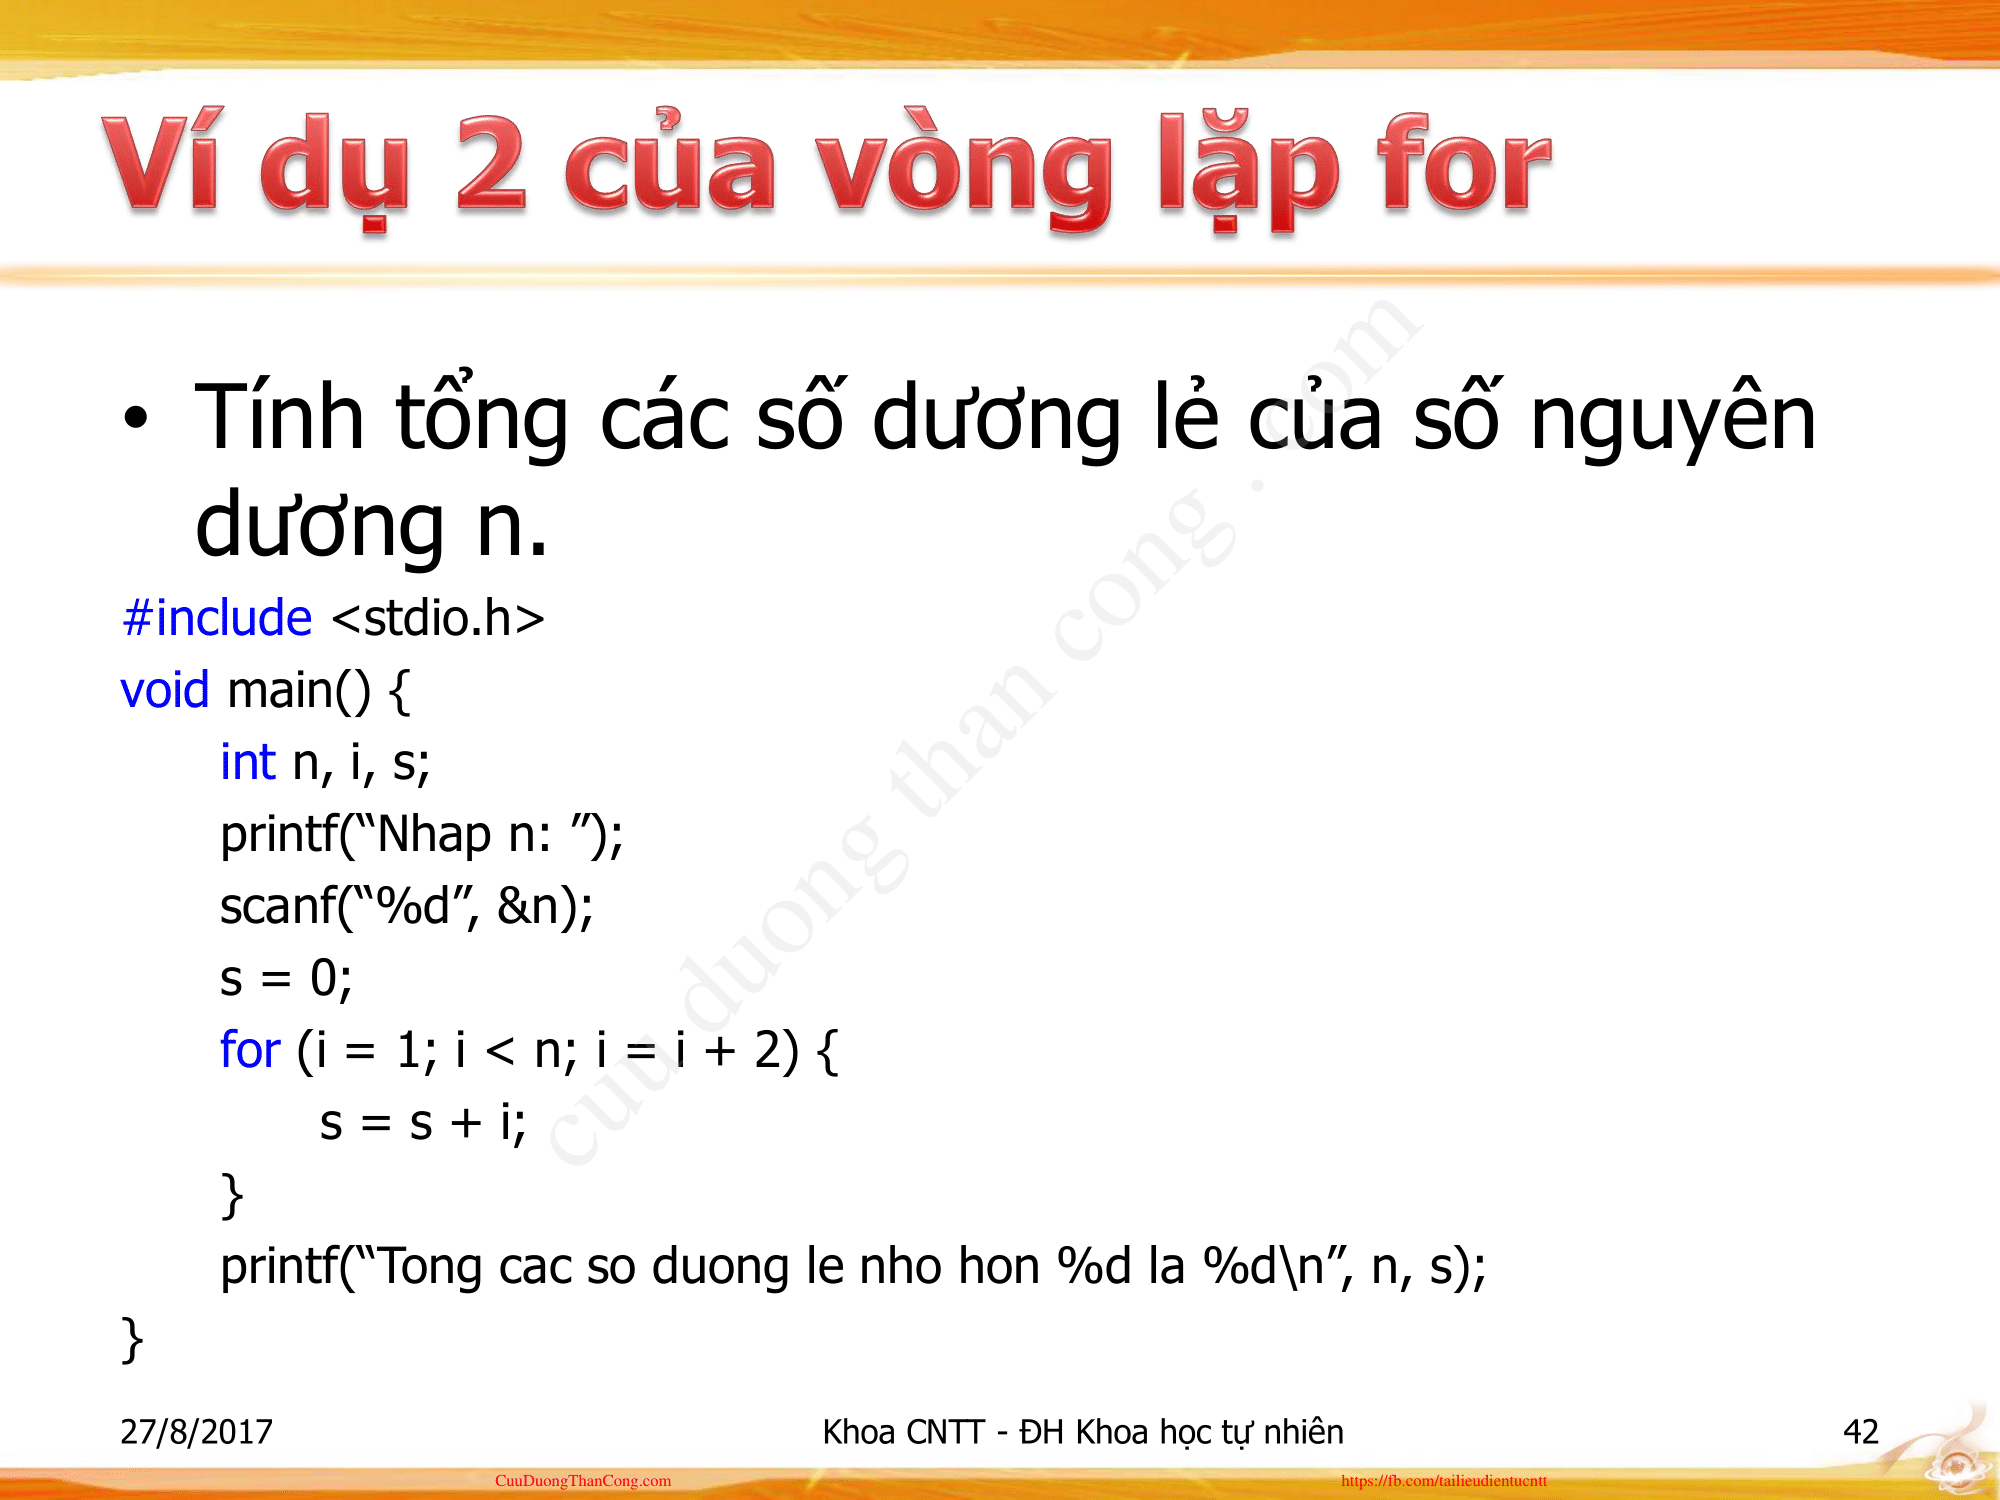 Ví dụ 2 của vòng lặp for
• Tính tổng các số dương lẻ của số nguyên
dương n.
#include <stdio.h>
void main() {
int n, i, s;
printf(“Nhap n: ”);
scanf(“%d”, &n);
s = 0;
for (i = 1; i < n; i = i + 2) {
s = s + i;
}
printf(“Tong cac so duong le nho hon %d la %d\n”, n, s);
}
cuu duong than cong . com
27/8/2017
Khoa CNTT - ĐH Khoa học tự nhiên
42
CuuDuongThanCong.com
https://fb.com/tailieudientucntt